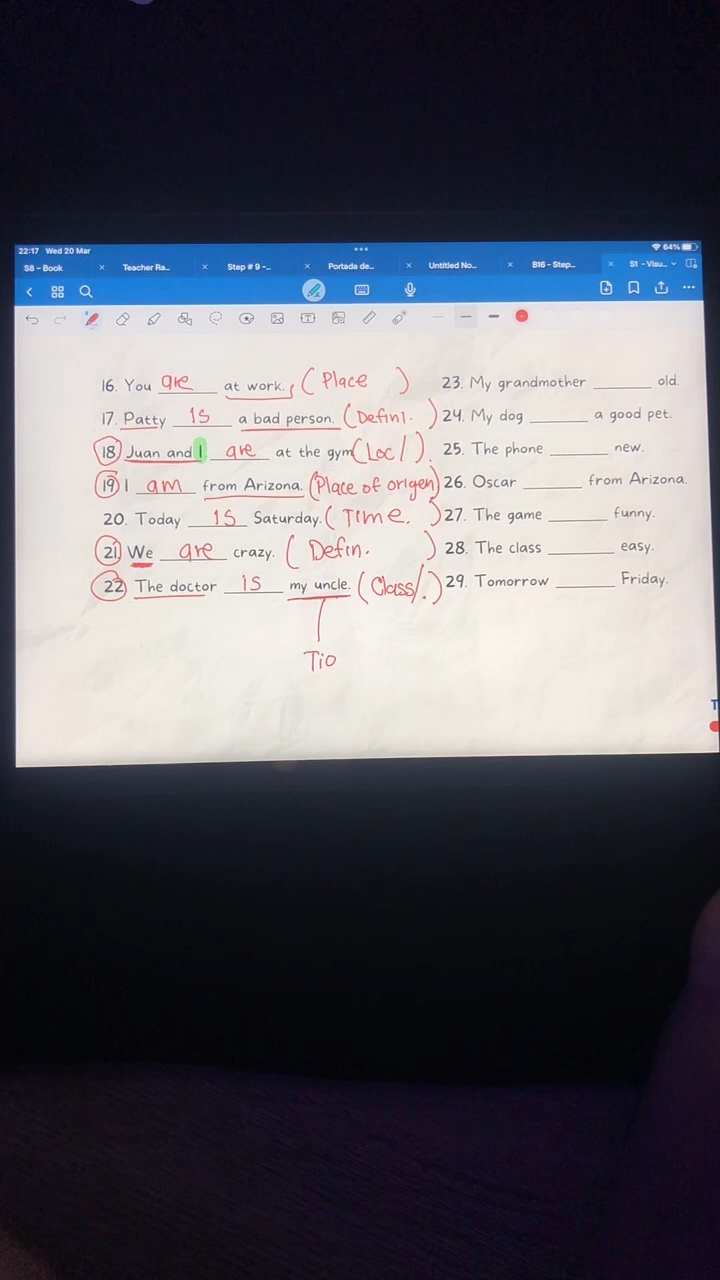 22:17 Wed 20 Mar
64%
S8 – Book
Teacher Ra...
Step # 9 –...
Portada de...
Untitled No...
B16 – Step...
S1 – Visu...
16. You are at work. (Place)
17. Patty is a bad person. (Defini.)
18. Juan and I are at the gym (Loc/).
19. I am from Arizona. (Place of origen)
20. Today is Saturday. (Time.)
21. We are crazy. (Defin.)
22. The doctor is my uncle. (Class/.)
Tio
23. My grandmother ______ old.
24. My dog ______ a good pet.
25. The phone ______ new.
26. Oscar ______ from Arizona.
27. The game ______ funny.
28. The class ______ easy.
29. Tomorrow ______ Friday.
T